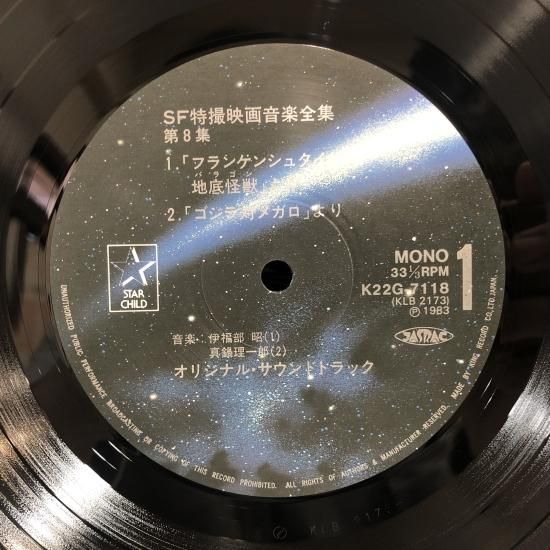 SF特撮映画音楽全集
第8集
1.「フランケンシュタイン
バラゴン
地底怪獣」
2.「ゴジラ対メガロ」より
MONO
33⅓RPM
1
K22G-7118
(KLB 2173)
Ⓟ1983
STAR
CHILD
JASRAC
音楽:伊福部 昭(1)
真鍋理一郎(2)
オリジナル・サウンドトラック
UNAUTHORIZED PUBLIC PERFORMANCE BROADCASTING OR COPYING OF THIS RECORD PROHIBITED. ALL RIGHTS OF AUTHORS & MANUFACTURER RESERVED. MADE BY KING RECORD CO., LTD. JAPAN.
KLB 217